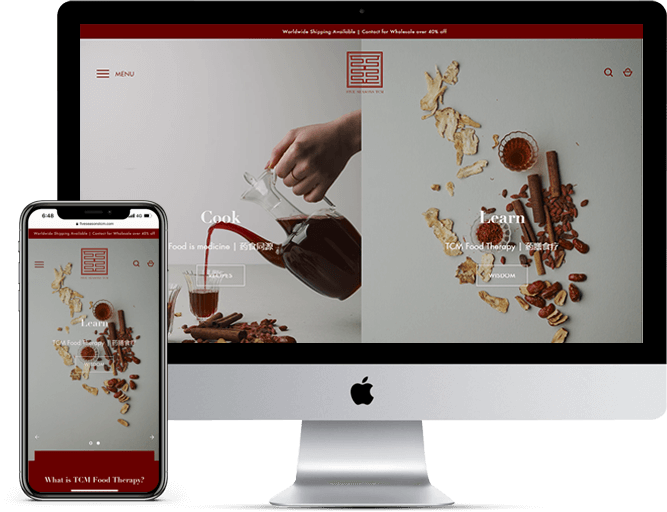 Worldwide Shipping Available | Contact for Wholesale over 40% off
MENU
Cook
Food is medicine | 药食同源
RECIPES
Learn
TCM Food Therapy | 药膳食疗
WISDOM
6:48
4G
Worldwide Shipping Available | Contact for Wholesale over 40% off
Learn
TCM Food Therapy | 药膳食疗
What is TCM Food Therapy?